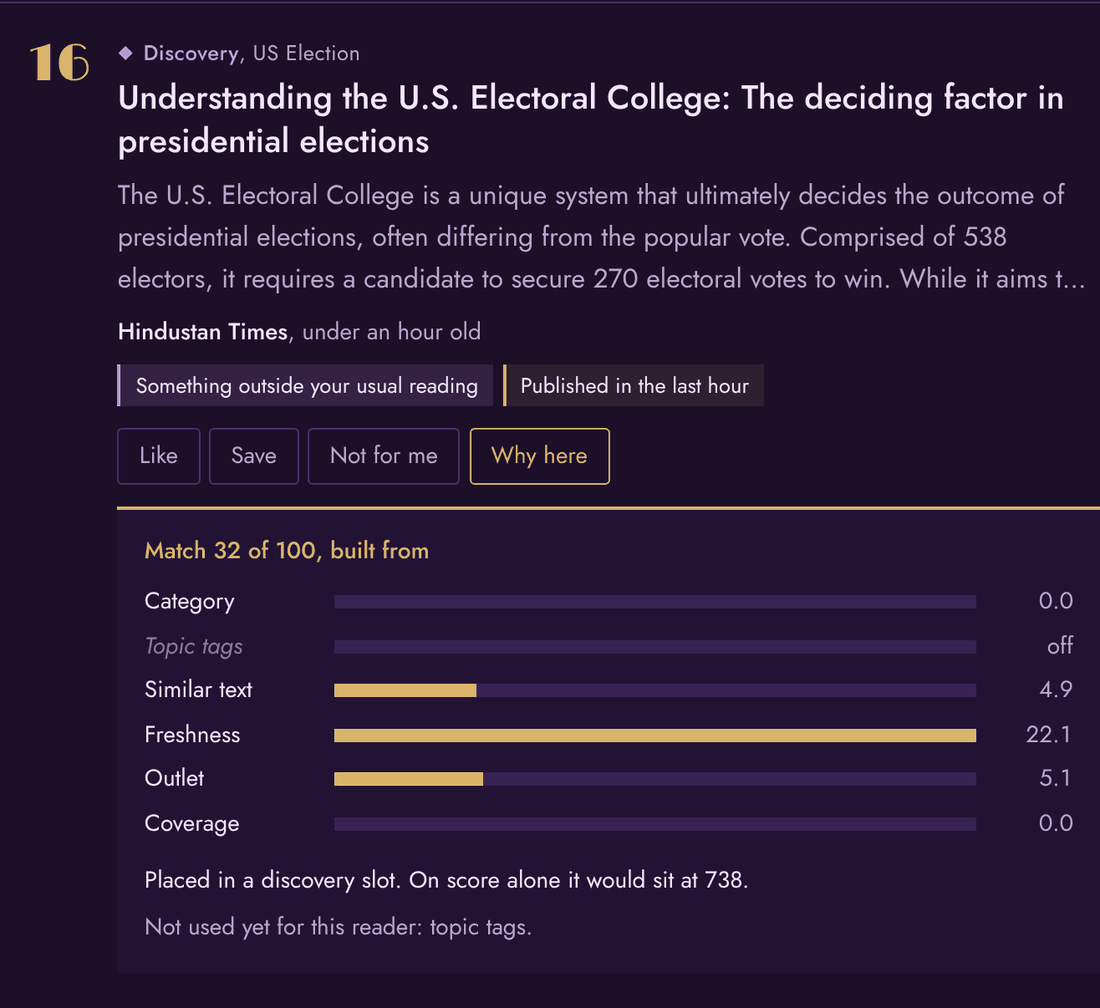 16
◆ Discovery, US Election
Understanding the U.S. Electoral College: The deciding factor in
presidential elections
The U.S. Electoral College is a unique system that ultimately decides the outcome of
presidential elections, often differing from the popular vote. Comprised of 538
electors, it requires a candidate to secure 270 electoral votes to win. While it aims t...
Hindustan Times, under an hour old
Something outside your usual reading
Published in the last hour
Like
Save
Not for me
Why here
Match 32 of 100, built from
Category 0.0
Topic tags off
Similar text 4.9
Freshness 22.1
Outlet 5.1
Coverage 0.0
Placed in a discovery slot. On score alone it would sit at 738.
Not used yet for this reader: topic tags.